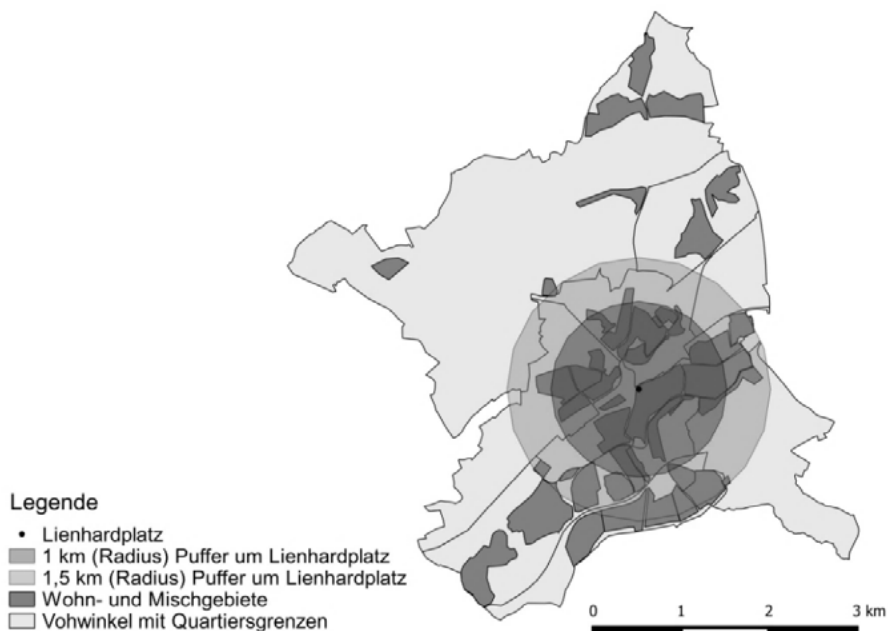 Legende
Lienhardplatz
1 km (Radius) Puffer um Lienhardplatz
1,5 km (Radius) Puffer um Lienhardplatz
Wohn- und Mischgebiete
Vohwinkel mit Quartiersgrenzen
0 1 2 3 km